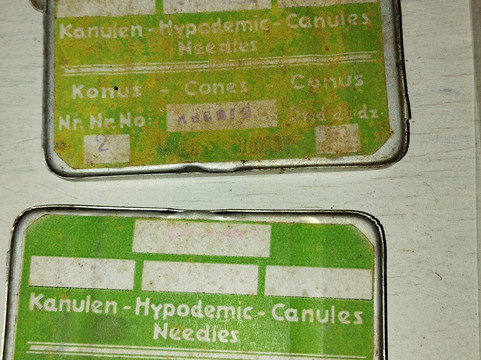 Kanulen - Hypodemic - Canules
Needles
Konus - Cones - Conus
Nr. Nr. No:
2
Kanulen - Hypodemic - Canules
Needles